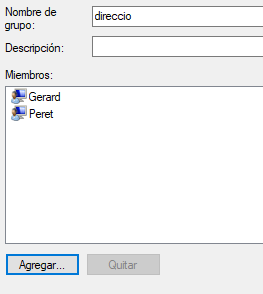 Nombre de
grupo:
direccio
Descripción:
Miembros:
Gerard
Peret
Agregar...
Quitar